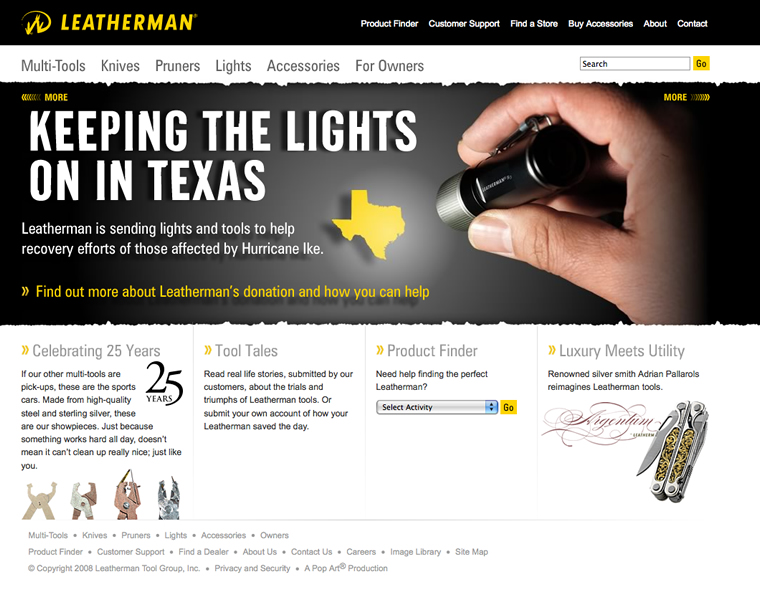 LEATHERMAN®
Product Finder Customer Support Find a Store Buy Accessories About Contact
Multi-Tools Knives Pruners Lights Accessories For Owners
Search Go
MORE
MORE
KEEPING THE LIGHTS
ON IN TEXAS
LEATHERMAN
Leatherman is sending lights and tools to help
recovery efforts of those affected by Hurricane Ike.
» Find out more about Leatherman's donation and how you can help
» Celebrating 25 Years
If our other multi-tools are
pick-ups, these are the sports
cars. Made from high-quality
steel and sterling silver, these
are our showpieces. Just because
something works hard all day, doesn't
mean it can't clean up really nice; just like
you.
25
YEARS
» Tool Tales
Read real life stories, submitted by our
customers, about the trials and
triumphs of Leatherman tools. Or
submit your own account of how your
Leatherman saved the day.
» Product Finder
Need help finding the perfect
Leatherman?
Select Activity Go
» Luxury Meets Utility
Renowned silver smith Adrian Pallarols
reimagines Leatherman tools.
Argentum
Multi-Tools • Knives • Pruners • Lights • Accessories • Owners
Product Finder • Customer Support • Find a Dealer • About Us • Contact Us • Careers • Image Library • Site Map
© Copyright 2008 Leatherman Tool Group, Inc. • Privacy and Security • A Pop Art® Production